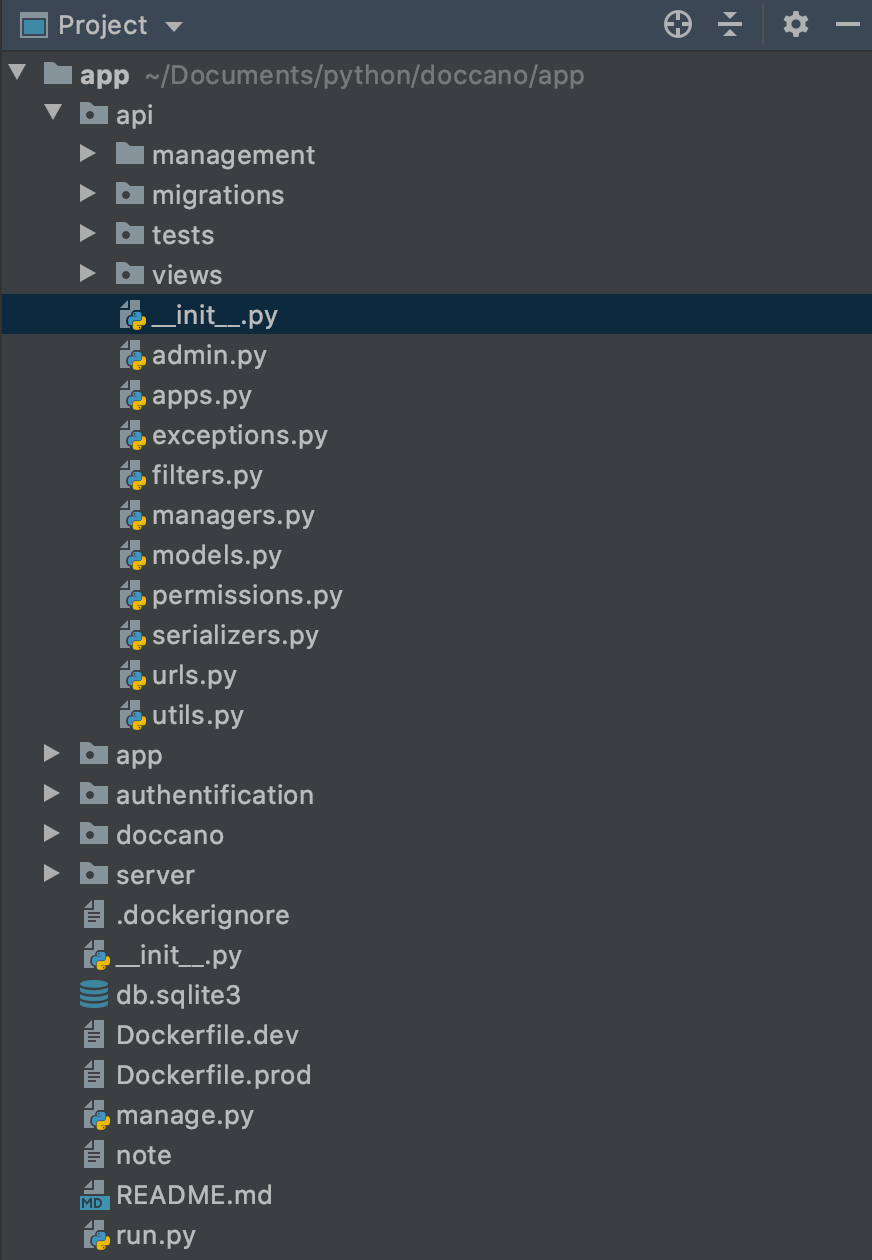 Project
app ~/Documents/python/doccano/app
api
management
migrations
tests
views
__init__.py
admin.py
apps.py
exceptions.py
filters.py
managers.py
models.py
permissions.py
serializers.py
urls.py
utils.py
app
authentification
doccano
server
.dockerignore
__init__.py
db.sqlite3
Dockerfile.dev
Dockerfile.prod
manage.py
note
MD README.md
run.py